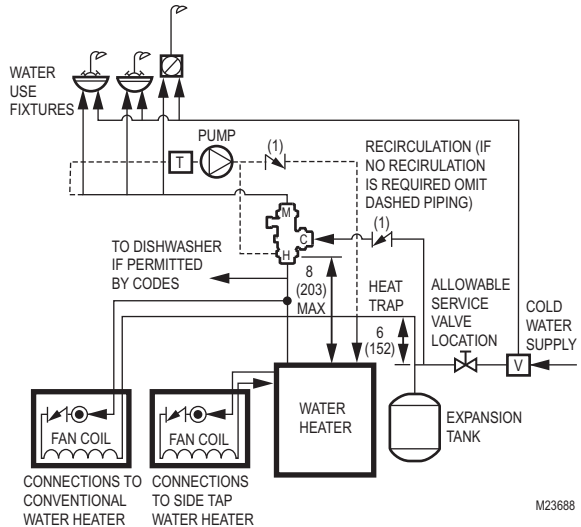 WATER
USE
FIXTURES
PUMP
(1)
T
RECIRCULATION (IF
NO RECIRULATION
IS REQUIRED OMIT
DASHED PIPING)
M
C
H
(1)
TO DISHWASHER
IF PERMITTED
BY CODES
8
(203)
MAX
HEAT
TRAP
6
(152)
ALLOWABLE
SERVICE
VALVE
LOCATION
COLD
WATER
SUPPLY
V
FAN COIL
FAN COIL
WATER
HEATER
EXPANSION
TANK
CONNECTIONS TO
CONVENTIONAL
WATER HEATER
CONNECTIONS
TO SIDE TAP
WATER HEATER
M23688